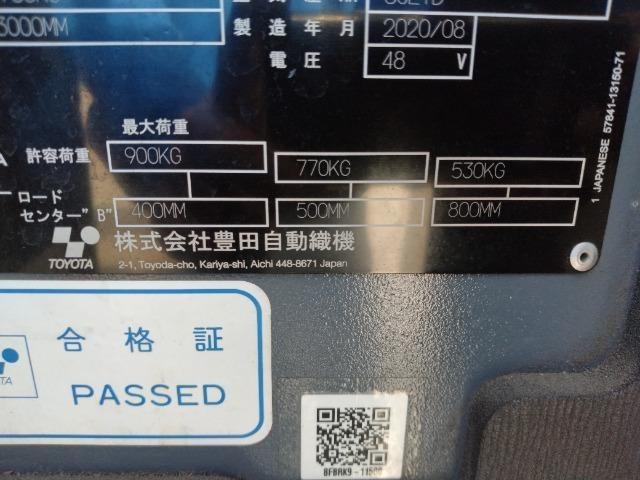 3000MM
製造年月 2020/08
電圧 48 V
最大荷重
許容荷重 900KG 770KG 530KG
ロード
センター"B" 400MM 500MM 800MM
TOYOTA 株式会社豊田自動織機
2-1, Toyoda-cho, Kariya-shi, Aichi 448-8671 Japan
1 JAPANESE 57841-13150-71
合格証
PASSED